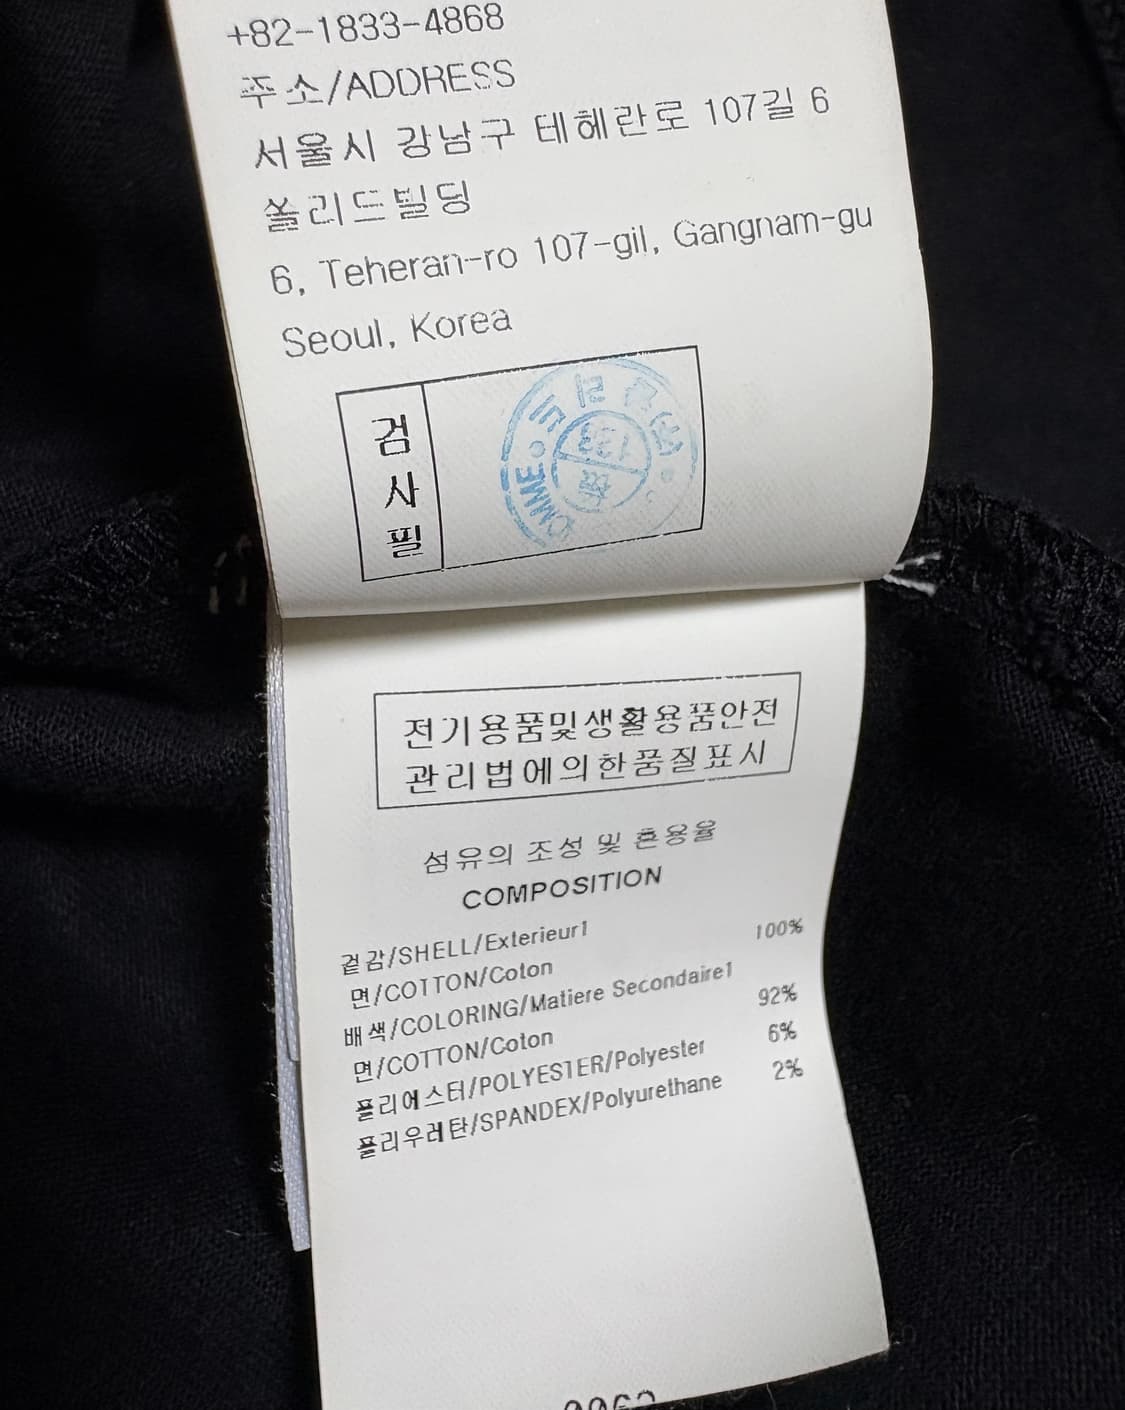 +82-1833-4868
주소/ADDRESS
서울시 강남구 테헤란로 107길 6
쏠리드빌딩
6, Teheran-ro 107-gil, Gangnam-gu
Seoul, Korea
검
사
필
전기용품및생활용품안전
관리법에의한품질표시
섬유의 조성 및 혼용율
COMPOSITION
겉감/SHELL/Exterieur1
면/COTTON/Coton 100%
배색/COLORING/Matiere Secondaire1
면/COTTON/Coton 92%
폴리에스터/POLYESTER/Polyester 6%
폴리우레탄/SPANDEX/Polyurethane 2%